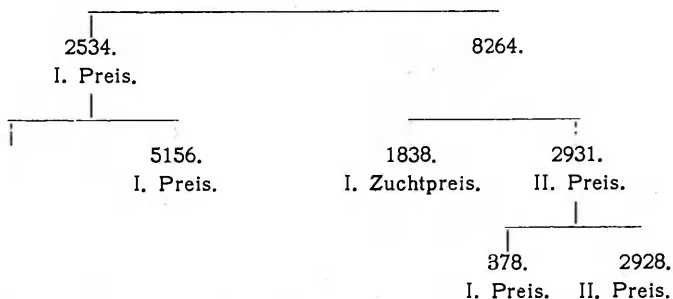 2534. 8264.
I. Preis.
5156. 1838. 2931.
I. Preis. I. Zuchtpreis. II. Preis.
378. 2928.
I. Preis. II. Preis.